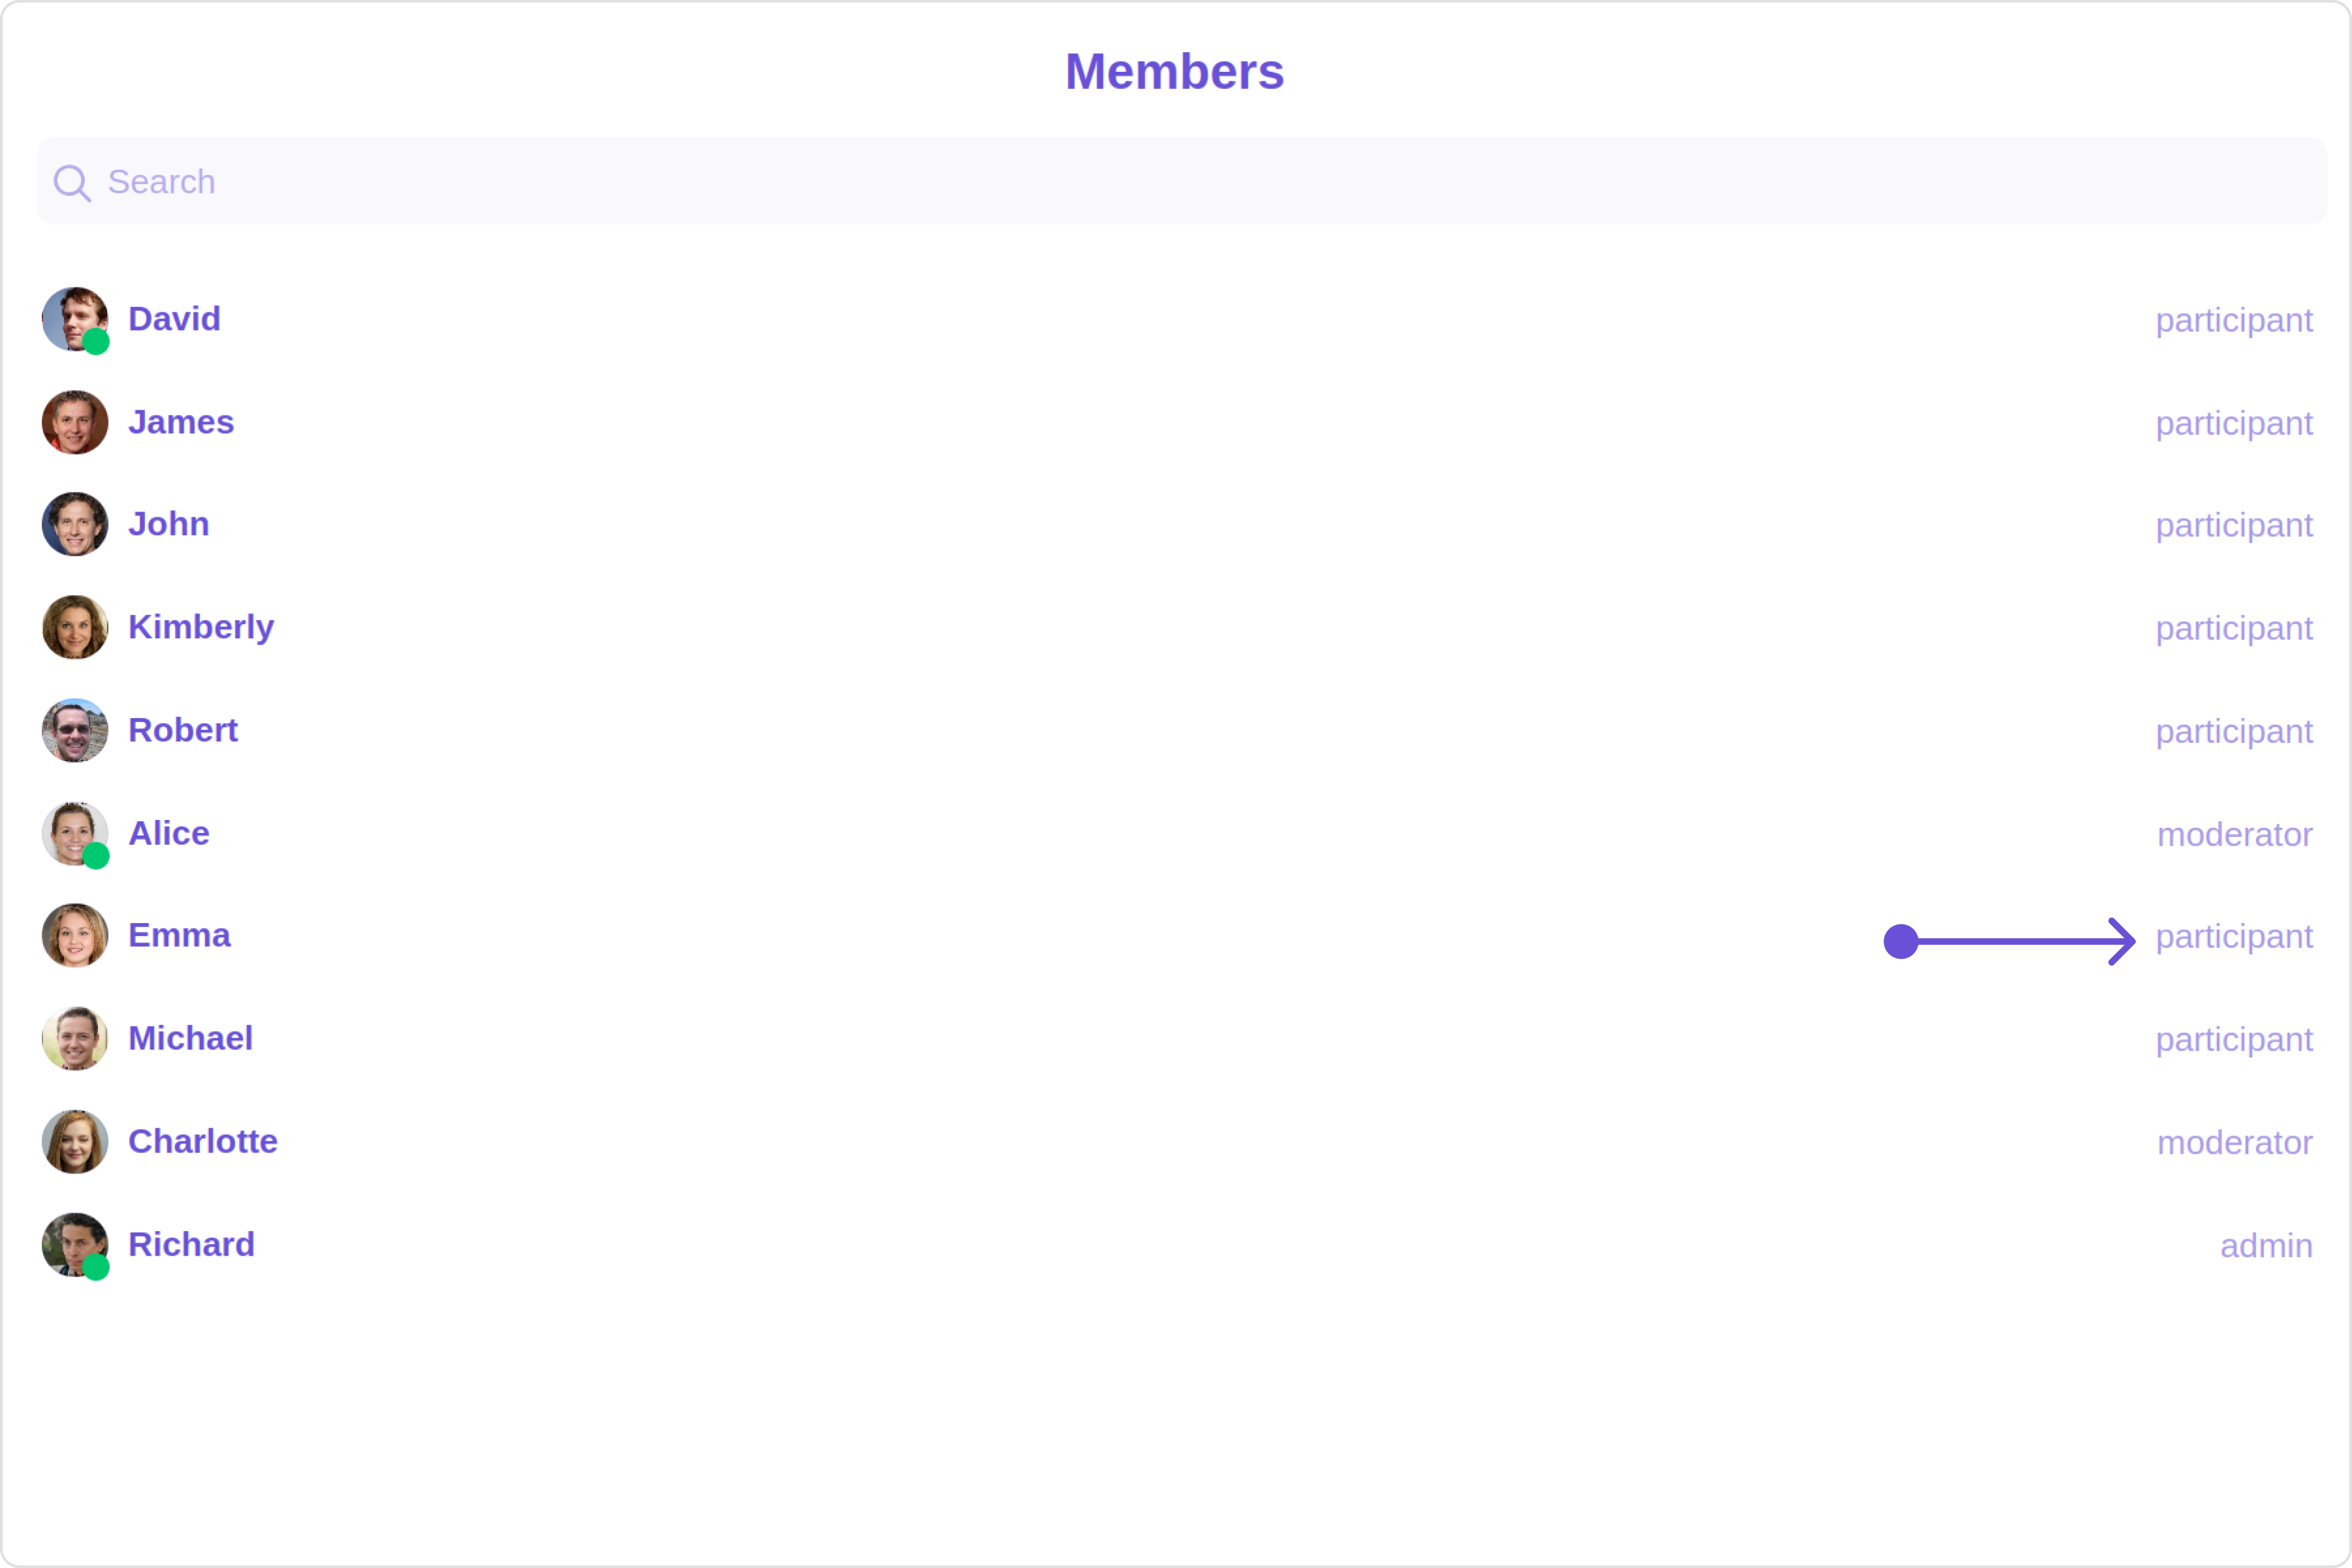 Members
Search
David participant
James participant
John participant
Kimberly participant
Robert participant
Alice moderator
Emma participant
Michael participant
Charlotte moderator
Richard admin